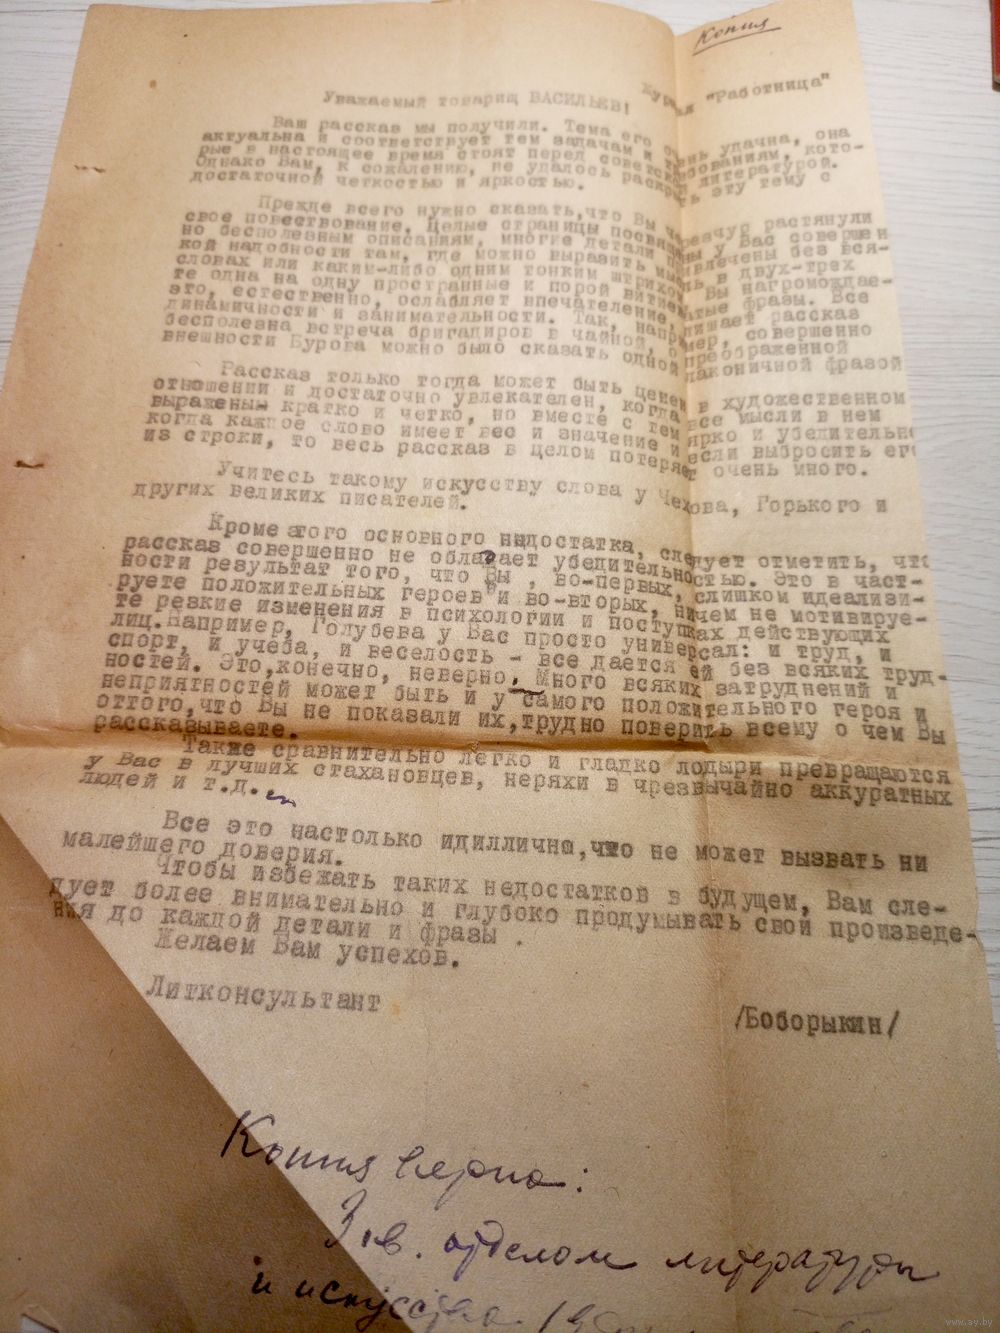 Копия
Журнал "Работница"
Уважаемый товарищ ВАСИЛЬЕВ!
Ваш рассказ мы получили. Тема его очень удачна, она
актуальна и соответствует тем задачам и требованиям, кото-
рые в настоящее время стоят перед советской литературой.
Однако Вам, к сожалению, не удалось раскрыть эту тему с
достаточной четкостью и яркостью.
Прежде всего нужно сказать,что Вы чересчур растянули
свое повествование. Целые страницы посвящены у Вас совершен
но бесполезным описаниям, многие детали привлечены без вся-
кой надобности там, где можно выразить мысль в двух-трех
словах или каким-либо одним тонким штрихом, Вы нагромождае-
те одна на одну пространные и порой витиеватые фразы. Все
это, естественно, ослабляет впечатление, лишает рассказ
динамичности и занимательности. Так, например, совершенно
бесполезна встреча бригадиров в чайной, о преображенной
внешности Бурова можно было сказать одной лаконичной фразой
Рассказ только тогда может быть ценен в художественном
отношении и достаточно увлекателен, когда все мысли в нем
выражены кратко и четко, но вместе с тем ярко и убедительно
когда каждое слово имеет вес и значение и если выбросить его
из строки, то весь рассказ в целом потеряет очень много.
Учитесь такому искусству слова у Чехова, Горького и
других великих писателей.
Кроме этого основного недостатка, следует отметить, что
рассказ совершенно не обладает убедительностью. Это в част-
ности результат того, что Вы , во-первых, слишком идеализи-
руете положительных героев и во-вторых, ничем не мотивируе-
те резкие изменения в психологии и поступках действующих
лиц.Например, Голубева у Вас просто универсал: и труд, и
спорт, и учеба, и веселость - все дается ей без всяких труд-
ностей. Это,конечно, неверно. Много всяких затруднений и
неприятностей может быть и у самого положительного героя и
оттого,что Вы не показали их,трудно поверить всему о чем Вы
рассказываете.
Также сравнительно легко и гладко лодыри превращаются
у Вас в лучших стахановцев, неряхи в чрезвычайно аккуратных
людей и т.д.
Все это настолько идиллично,что не может вызвать ни
малейшего доверия.
Чтобы избежать таких недостатков в будущем, Вам сле-
дует более внимательно и глубоко продумывать свой произведе-
ния до каждой детали и фразы .
Желаем Вам успехов.
Литконсультант
/Боборыкин/
Копия верна:
Зав. отделом литературы
и искусства
www.ay.by